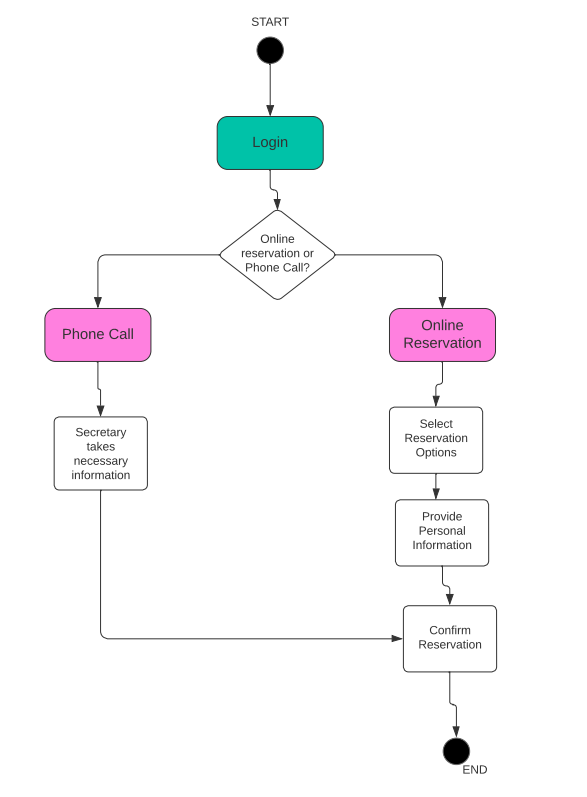 START
Login
Online
reservation or
Phone Call?
Phone Call
Online
Reservation
Secretary
takes
necessary
information
Select
Reservation
Options
Provide
Personal
Information
Confirm
Reservation
END